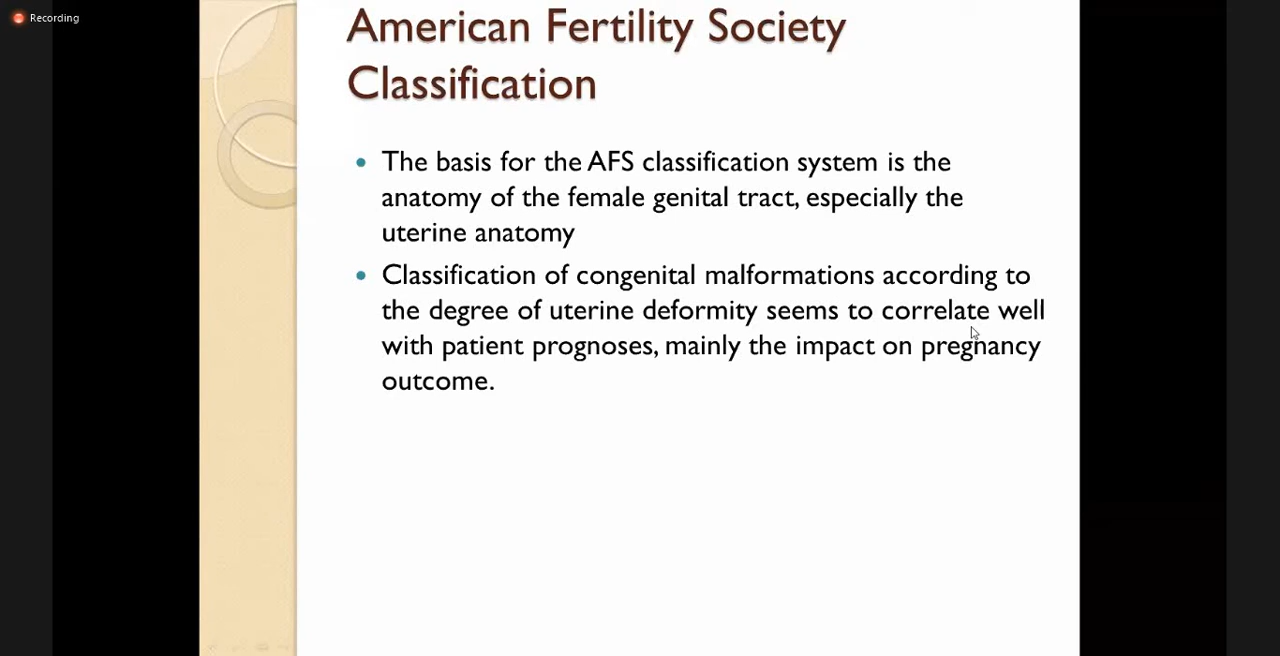 Recording
American Fertility Society
Classification
• The basis for the AFS classification system is the
anatomy of the female genital tract, especially the
uterine anatomy
• Classification of congenital malformations according to
the degree of uterine deformity seems to correlate well
with patient prognoses, mainly the impact on pregnancy
outcome.